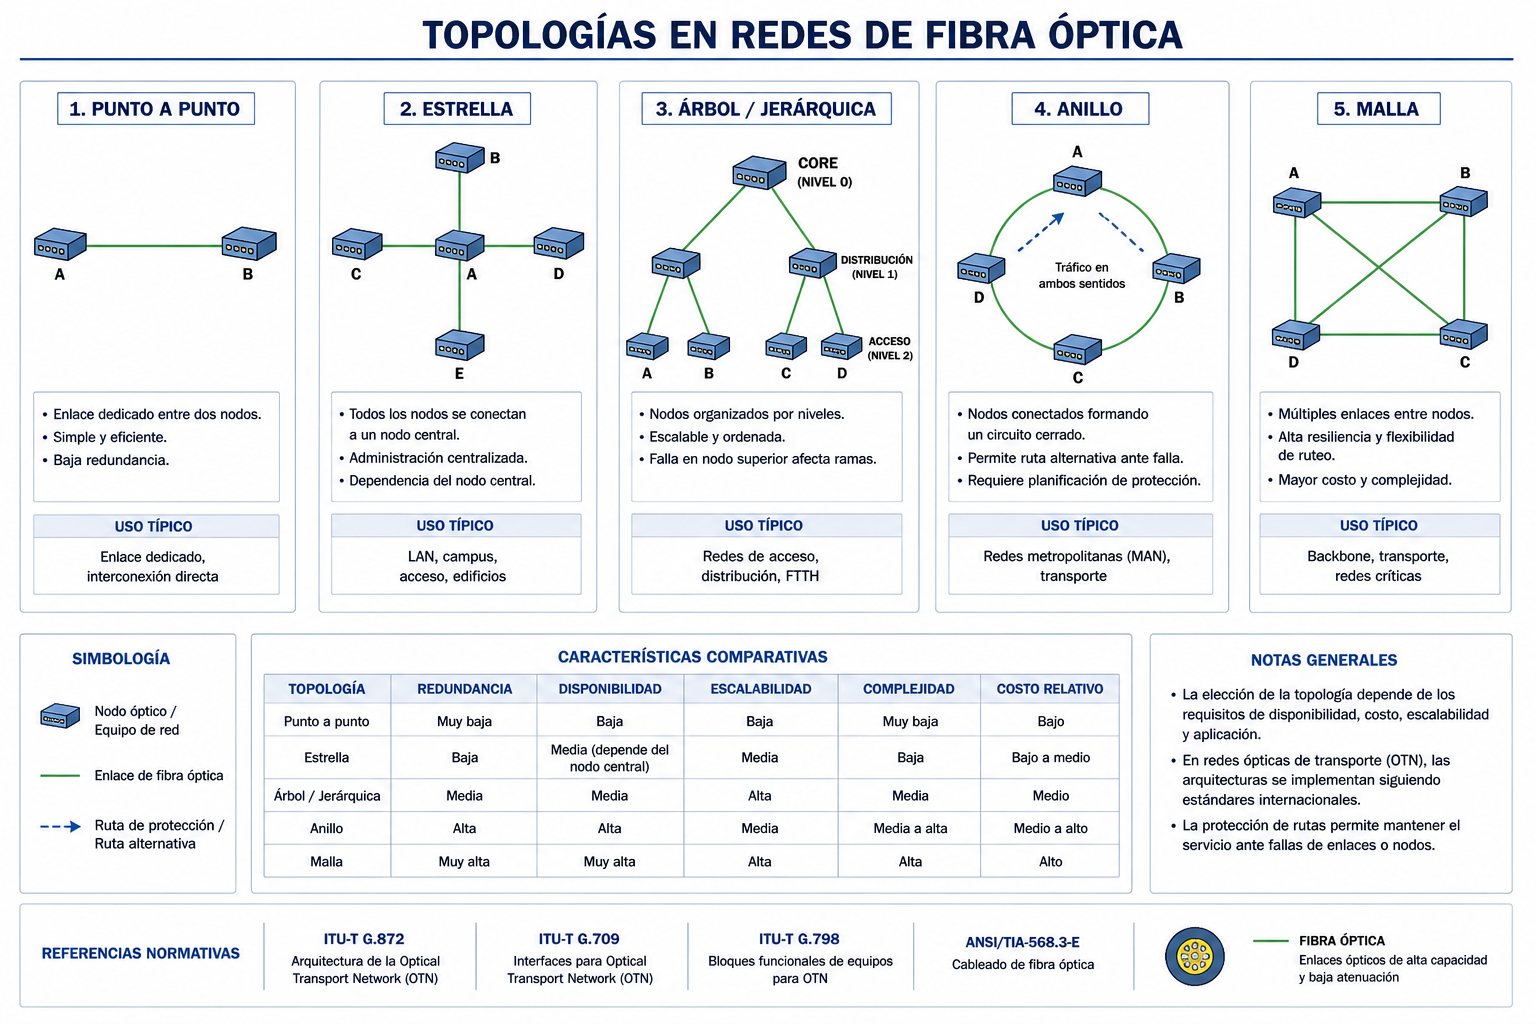 TOPOLOGÍAS EN REDES DE FIBRA ÓPTICA
1. PUNTO A PUNTO
A
B
• Enlace dedicado entre dos nodos.
• Simple y eficiente.
• Baja redundancia.
USO TÍPICO
Enlace dedicado,
interconexión directa
2. ESTRELLA
B
C
A
D
E
• Todos los nodos se conectan
a un nodo central.
• Administración centralizada.
• Dependencia del nodo central.
USO TÍPICO
LAN, campus,
acceso, edificios
3. ÁRBOL / JERÁRQUICA
CORE
(NIVEL 0)
DISTRIBUCIÓN
(NIVEL 1)
ACCESO
(NIVEL 2)
A
B
C
D
• Nodos organizados por niveles.
• Escalable y ordenada.
• Falla en nodo superior afecta ramas.
USO TÍPICO
Redes de acceso,
distribución, FTTH
4. ANILLO
A
Tráfico en
ambos sentidos
D
B
C
• Nodos conectados formando
un circuito cerrado.
• Permite ruta alternativa ante falla.
• Requiere planificación de protección.
USO TÍPICO
Redes metropolitanas (MAN),
transporte
5. MALLA
A
B
D
C
• Múltiples enlaces entre nodos.
• Alta resiliencia y flexibilidad
de ruteo.
• Mayor costo y complejidad.
USO TÍPICO
Backbone, transporte,
redes críticas
SIMBOLOGÍA
Nodo óptico /
Equipo de red
Enlace de fibra óptica
Ruta de protección /
Ruta alternativa
CARACTERÍSTICAS COMPARATIVAS
TOPOLOGÍA REDUNDANCIA DISPONIBILIDAD ESCALABILIDAD COMPLEJIDAD COSTO RELATIVO
Punto a punto Muy baja Baja Baja Muy baja Bajo
Estrella Baja Media (depende del nodo central) Media Baja Bajo a medio
Árbol / Jerárquica Media Media Alta Media Medio
Anillo Alta Alta Media Media a alta Medio a alto
Malla Muy alta Muy alta Alta Alta Alto
NOTAS GENERALES
• La elección de la topología depende de los
requisitos de disponibilidad, costo, escalabilidad
y aplicación.
• En redes ópticas de transporte (OTN), las
arquitecturas se implementan siguiendo
estándares internacionales.
• La protección de rutas permite mantener el
servicio ante fallas de enlaces o nodos.
REFERENCIAS NORMATIVAS
ITU-T G.872
Arquitectura de la Optical
Transport Network (OTN)
ITU-T G.709
Interfaces para Optical
Transport Network (OTN)
ITU-T G.798
Bloques funcionales de equipos
para OTN
ANSI/TIA-568.3-E
Cableado de fibra óptica
FIBRA ÓPTICA
Enlaces ópticos de alta capacidad
y baja atenuación